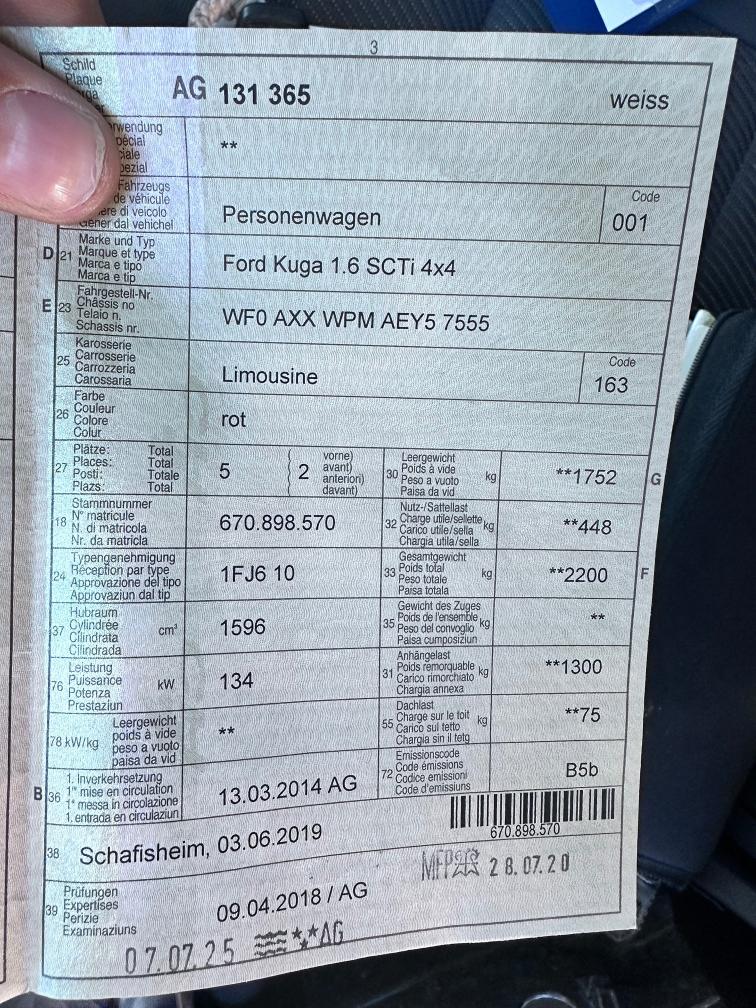 3
Schild
Plaque
AG 131 365 weiss
**
Fahrzeugs
de véhicule
di veicolo
dal vehichel
Personenwagen
Code
001
D 21 Marke und Typ
Marque et type
Marca e tipo
Marca e tip
Ford Kuga 1.6 SCTi 4x4
E 23 Fahrgestell-Nr.
Châssis no
Telaio n.
Schassis nr.
WF0 AXX WPM AEY5 7555
25 Karosserie
Carrosserie
Carrozzeria
Carossaria
Limousine
Code
163
26 Farbe
Couleur
Colore
Colur
rot
27 Plätze: Total
Places: Total
Posti: Totale
Plazs: Total
5
2
vorne)
avant)
anteriori)
davant)
30 Leergewicht
Poids à vide
Peso a vuoto
Paisa da vid
kg
**1752
G
18 Stammnummer
N° matricule
N. di matricola
Nr. da matricla
670.898.570
32 Nutz-/Sattellast
Charge utile/sellette
Carico utile/sella
Chargia utila/sella
kg
**448
24 Typengenehmigung
Réception par type
Approvazione del tipo
Approvaziun dal tip
1FJ6 10
33 Gesamtgewicht
Poids total
Peso totale
Paisa totala
kg
**2200
F
37 Hubraum
Cylindrée
Cilindrata
Cilindrada
cm³
1596
35 Gewicht des Zuges
Poids de l'ensemble
Peso del convoglio
Paisa cumposiziun
kg
**
76 Leistung
Puissance
Potenza
Prestaziun
kW
134
31 Anhängelast
Poids remorquable
Carico rimorchiato
Chargia annexa
kg
**1300
78 kW/kg
Leergewicht
poids à vide
peso a vuoto
paisa da vid
**
55 Dachlast
Charge sur le toit
Carico sul tetto
Chargia sin il tetg
kg
**75
B 36 1. Inverkehrsetzung
1re mise en circulation
1a messa in circolazione
1. entrada en circulaziun
13.03.2014 AG
72 Emissionscode
Code émissions
Codice emissioni
Code d'emissiuns
B5b
670.898.570
38 Schafisheim, 03.06.2019
MFP 28.07.20
39 Prüfungen
Expertises
Perizie
Examinaziuns
09.04.2018 / AG
07.07.25 AG